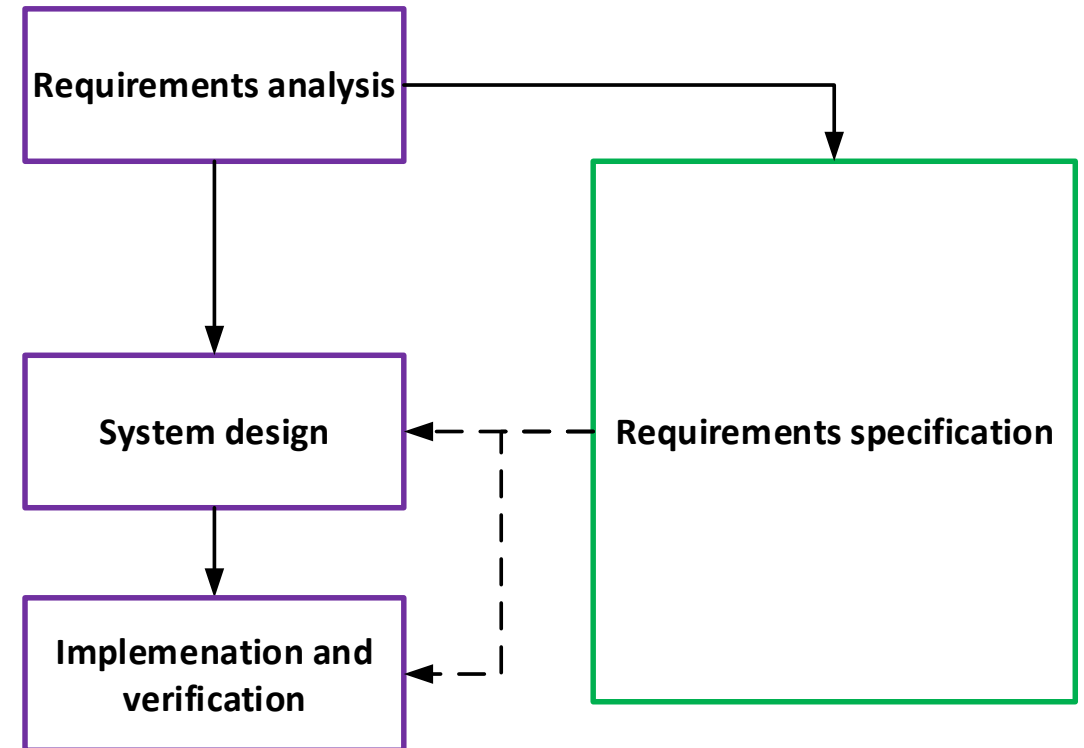 Requirements analysis
System design
Requirements specification
Implemenation and
verification